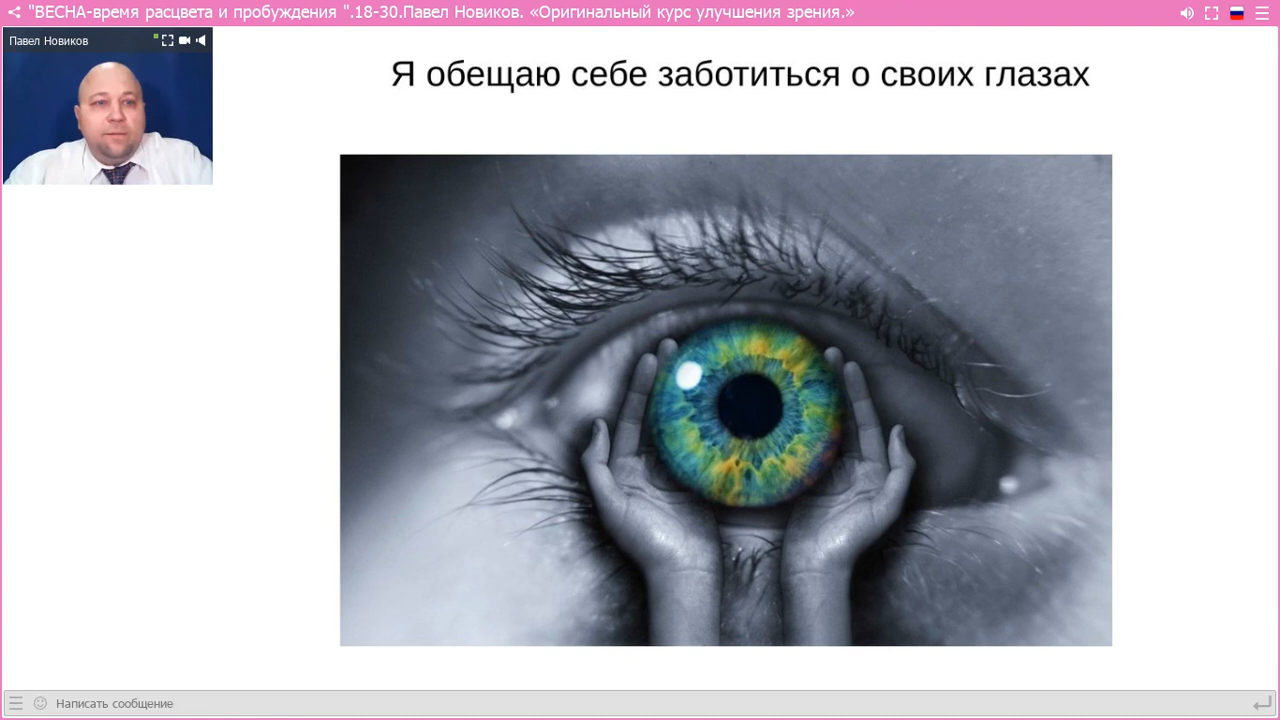 "ВЕСНА-время расцвета и пробуждения ".18-30.Павел Новиков. «Оригинальный курс улучшения зрения.»
Павел Новиков
Я обещаю себе заботиться о своих глазах
Написать сообщение